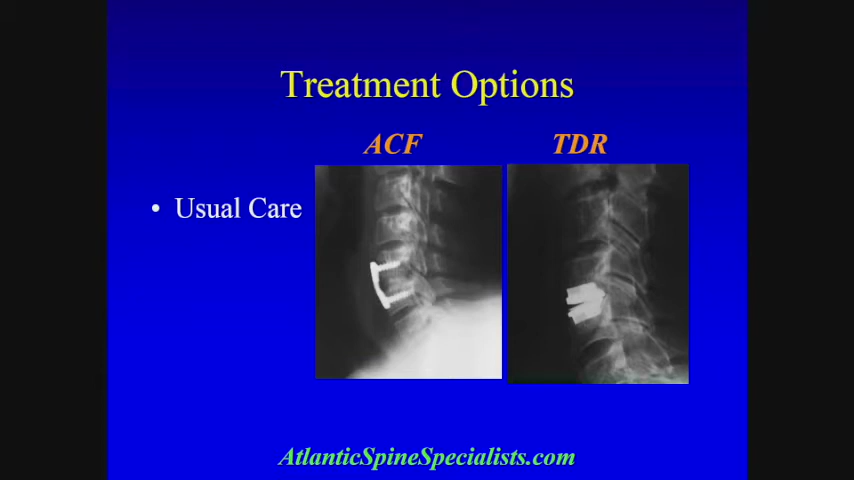 Treatment Options
ACF
TDR
• Usual Care
AtlanticSpineSpecialists.com